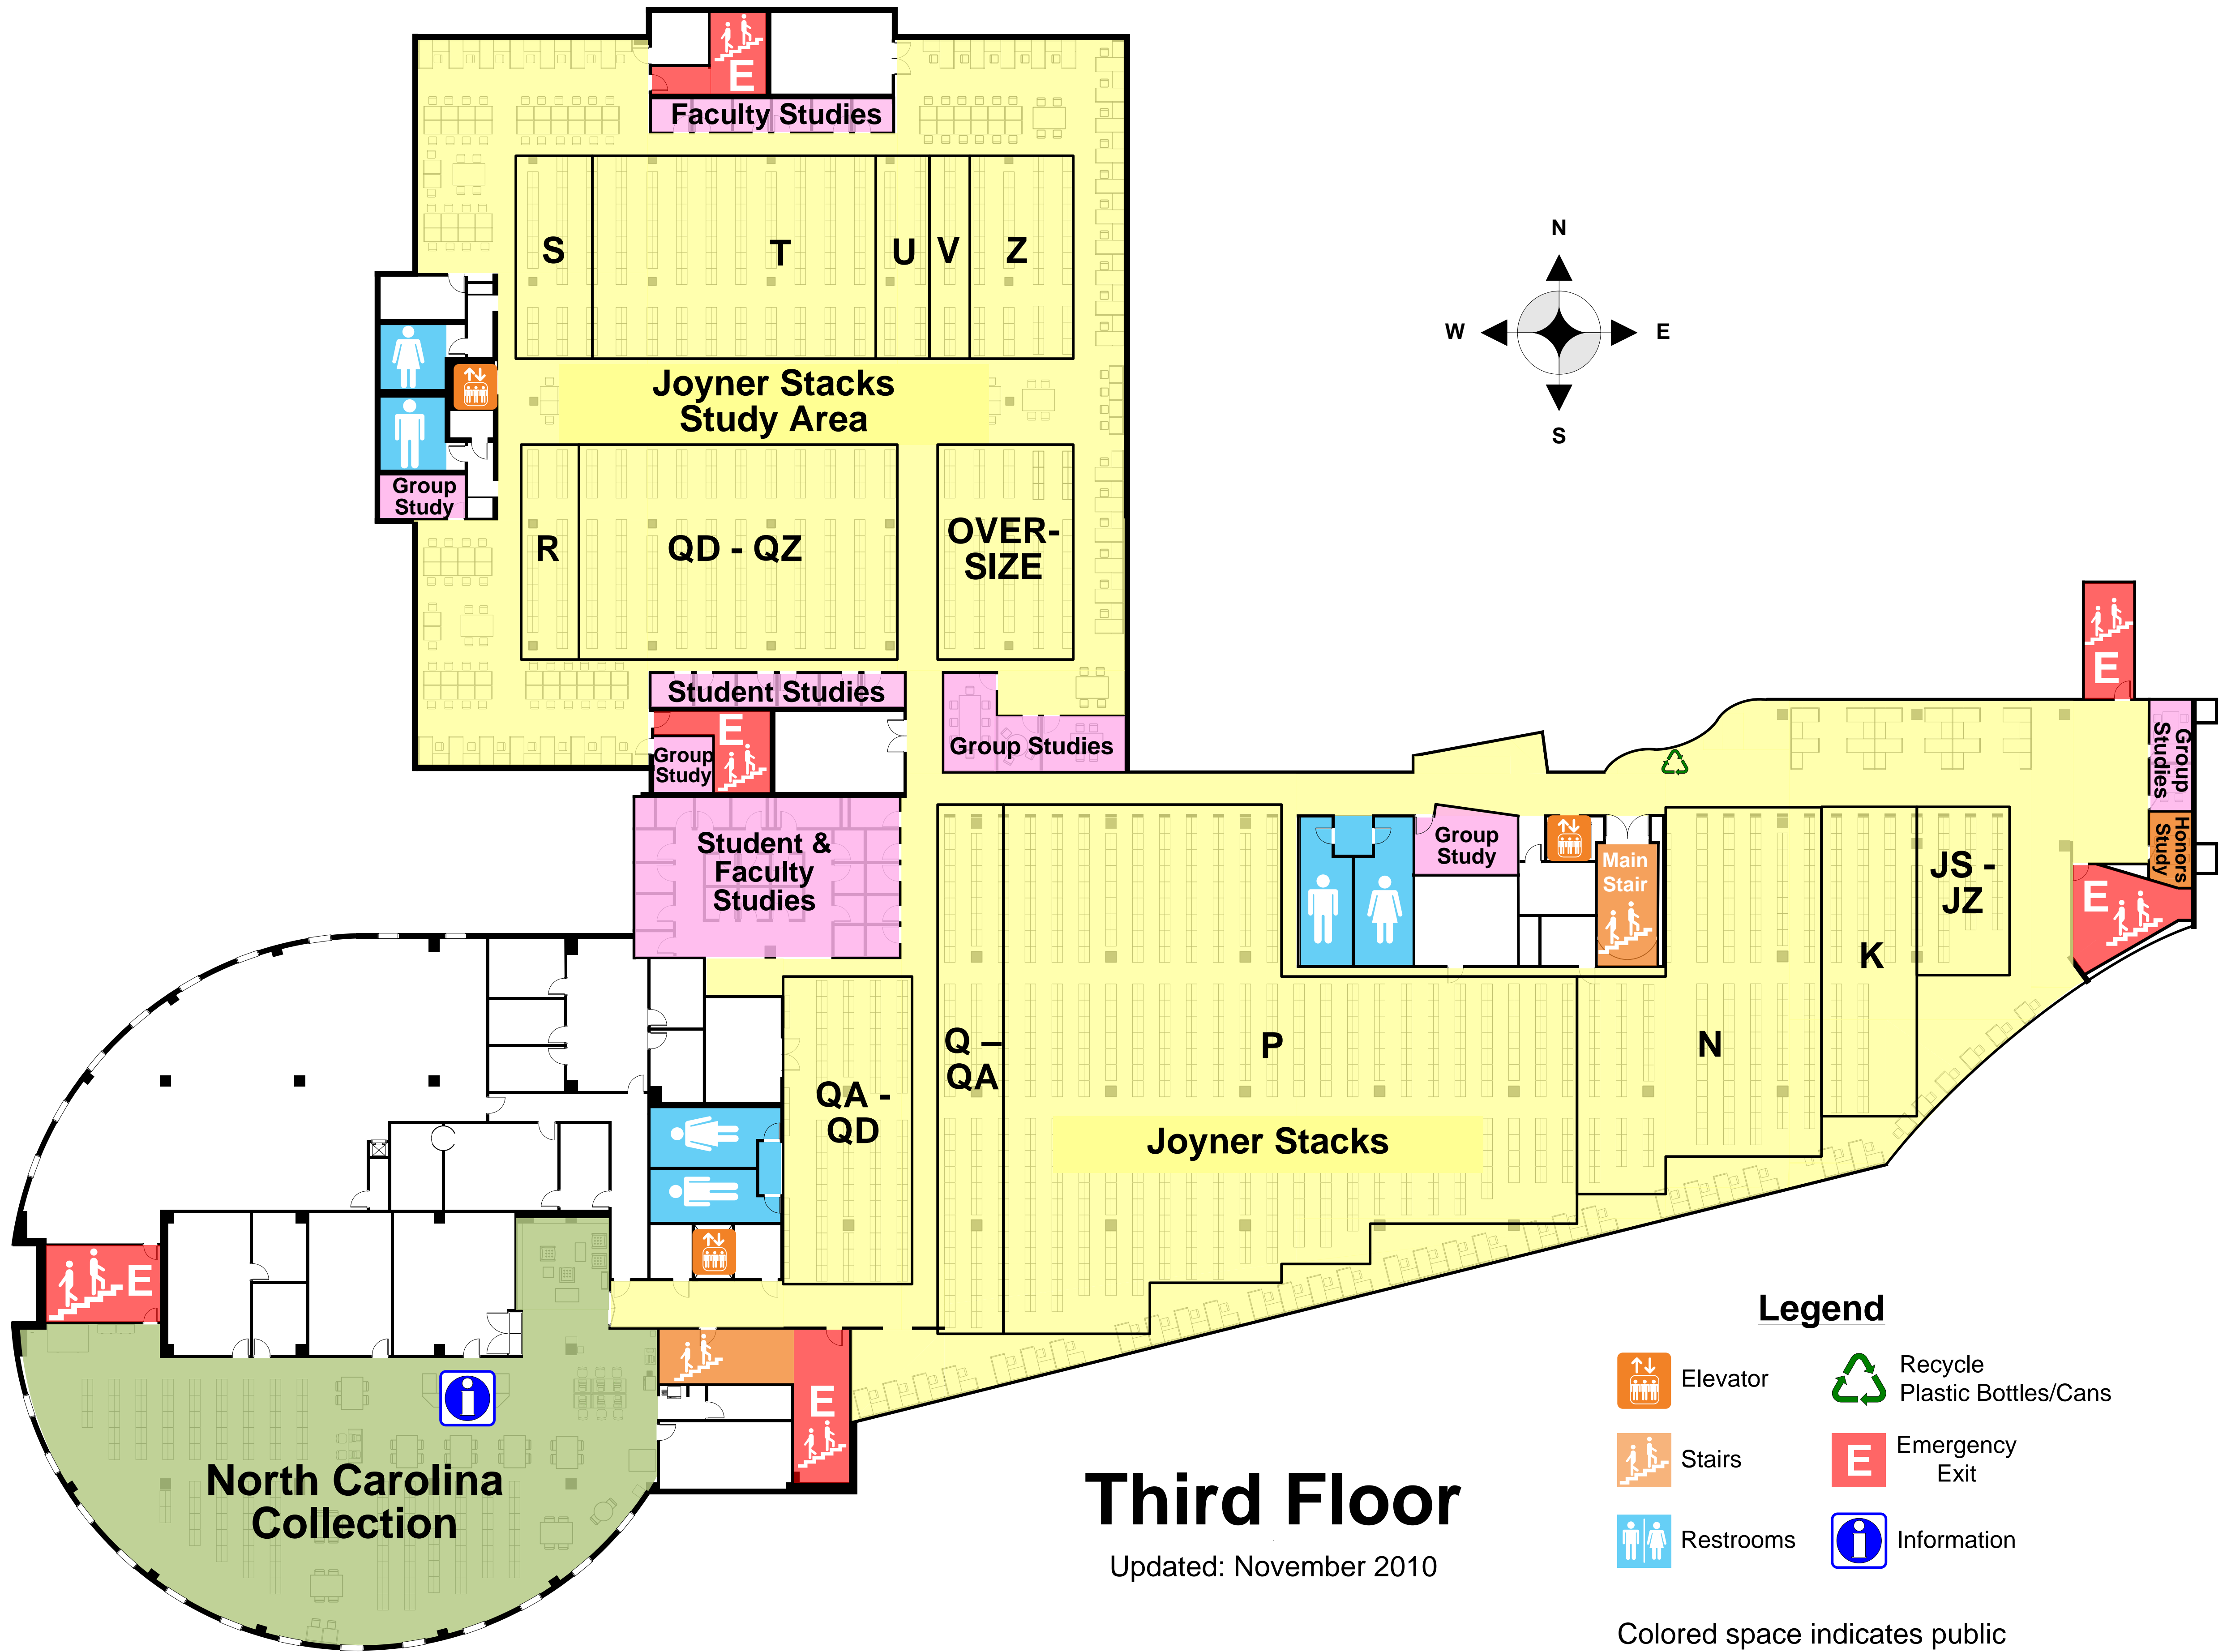 E
Faculty Studies
S
T
U
V
Z
N
W
E
S
Joyner Stacks
Study Area
Group
Study
R
QD - QZ
OVER-
SIZE
Student Studies
E
Group
Study
Group Studies
E
Group
Studies
Honors
Study
E
Student &
Faculty
Studies
Group
Study
Main
Stair
JS -
JZ
K
N
P
Q –
QA
QA -
QD
Joyner Stacks
E
E
North Carolina
Collection
Third Floor
Updated: November 2010
Legend
Elevator
Recycle
Plastic Bottles/Cans
Stairs
E
Emergency
Exit
Restrooms
Information
Colored space indicates public